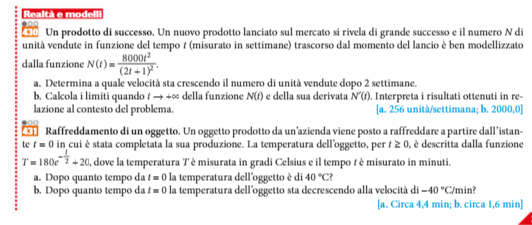 Realtà e modelli
430 Un prodotto di successo. Un nuovo prodotto lanciato sul mercato si rivela di grande successo e il numero N di
unità vendute in funzione del tempo t (misurato in settimane) trascorso dal momento del lancio è ben modellizzato
dalla funzione N(t) = 8000t²/(2t + 1)².
a. Determina a quale velocità sta crescendo il numero di unità vendute dopo 2 settimane.
b. Calcola i limiti quando t → +∞ della funzione N(t) e della sua derivata N'(t). Interpreta i risultati ottenuti in re-
lazione al contesto del problema. [a. 256 unità/settimana; b. 2000,0]
431 Raffreddamento di un oggetto. Un oggetto prodotto da un'azienda viene posto a raffreddare a partire dall'istan-
te t = 0 in cui è stata completata la sua produzione. La temperatura dell'oggetto, per t ≥ 0, è descritta dalla funzione
T = 180e^(-t/2) + 20, dove la temperatura T è misurata in gradi Celsius e il tempo t è misurato in minuti.
a. Dopo quanto tempo da t = 0 la temperatura dell'oggetto è di 40 °C?
b. Dopo quanto tempo da t = 0 la temperatura dell'oggetto sta decrescendo alla velocità di −40 °C/min?
[a. Circa 4,4 min; b. circa 1,6 min]